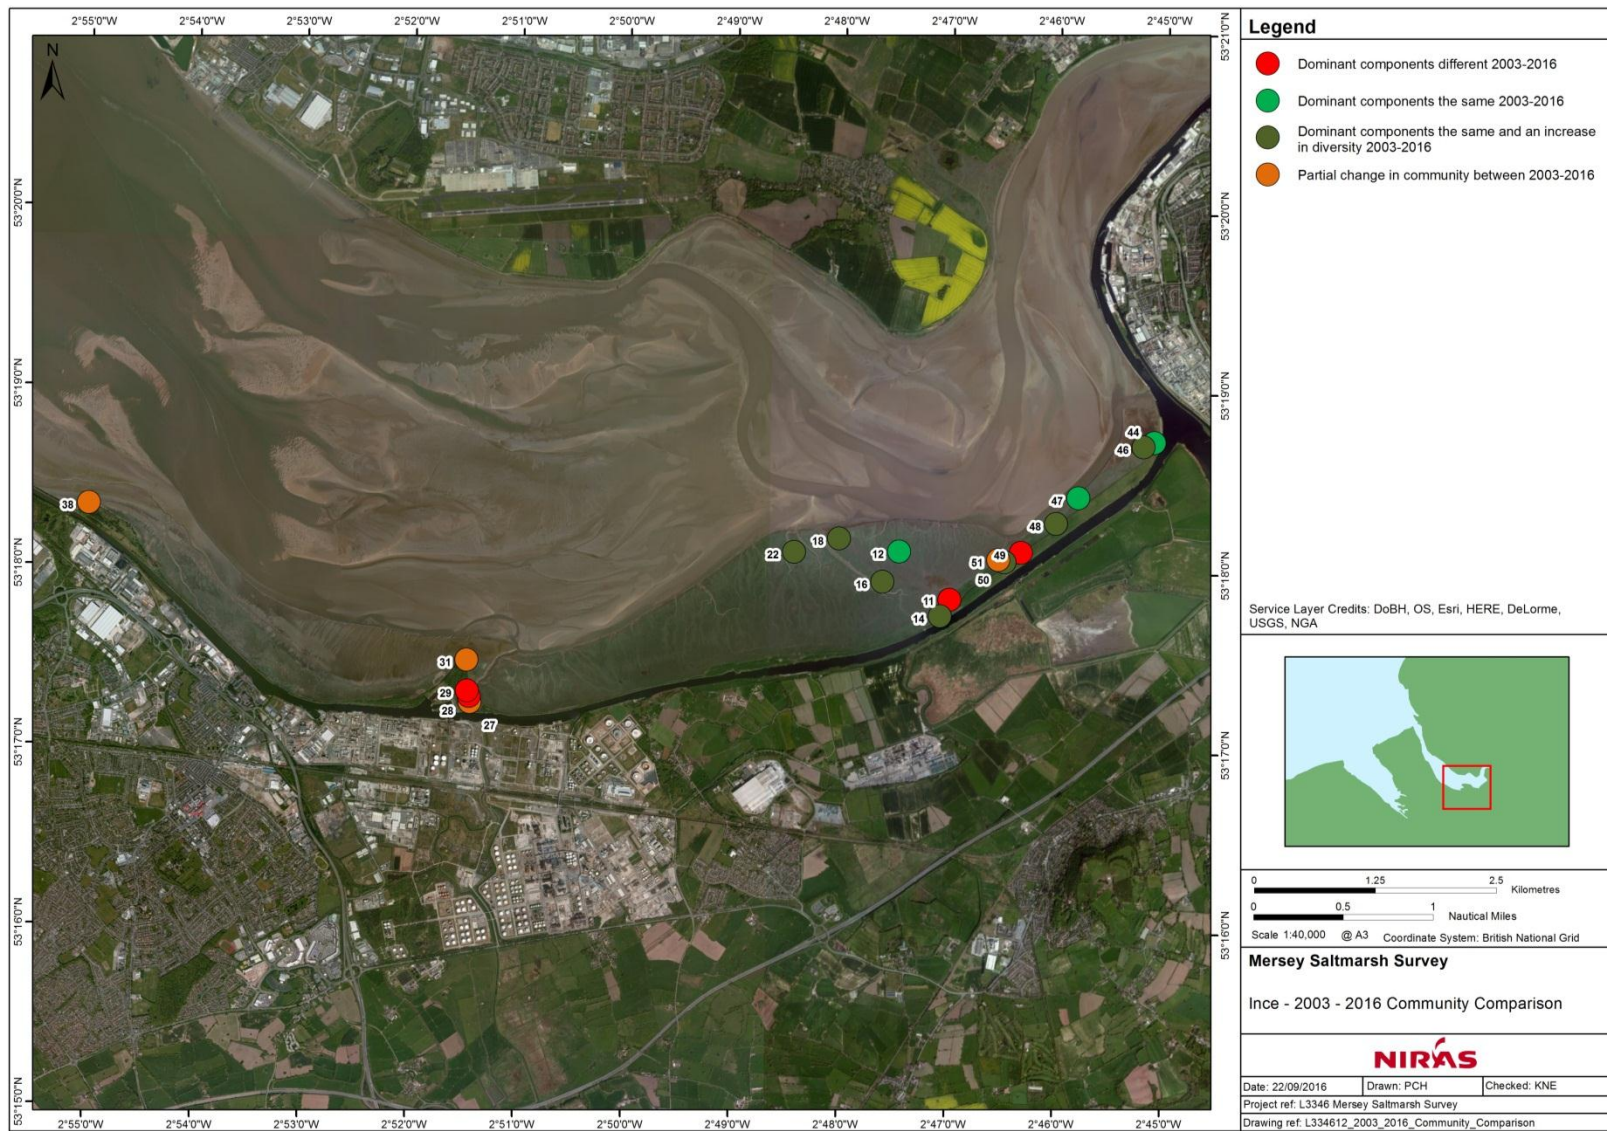 2°55'0"W 2°54'0"W 2°53'0"W 2°52'0"W 2°51'0"W 2°50'0"W 2°49'0"W 2°48'0"W 2°47'0"W 2°46'0"W 2°45'0"W
53°21'0"N
N
53°20'0"N 53°20'0"N
53°19'0"N 53°19'0"N
44
46
47
38
48
18
22
12
49
51
53°18'0"N 53°18'0"N
50
16
11
14
31
29
28
27
53°17'0"N 53°17'0"N
53°16'0"N 53°16'0"N
53°15'0"N
2°55'0"W 2°54'0"W 2°53'0"W 2°52'0"W 2°51'0"W 2°50'0"W 2°49'0"W 2°48'0"W 2°47'0"W 2°46'0"W 2°45'0"W
Legend
Dominant components different 2003-2016
Dominant components the same 2003-2016
Dominant components the same and an increase
in diversity 2003-2016
Partial change in community between 2003-2016
Service Layer Credits: DoBH, OS, Esri, HERE, DeLorme,
USGS, NGA
0 1.25 2.5
Kilometres
0 0.5 1
Nautical Miles
Scale 1:40,000 @ A3 Coordinate System: British National Grid
Mersey Saltmarsh Survey
Ince - 2003 - 2016 Community Comparison
NIRAS
Date: 22/09/2016 Drawn: PCH Checked: KNE
Project ref: L3346 Mersey Saltmarsh Survey
Drawing ref: L334612_2003_2016_Community_Comparison